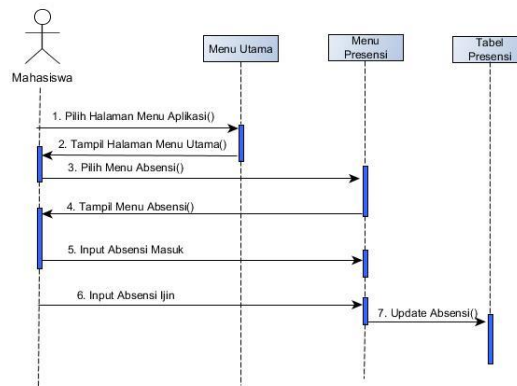 Mahasiswa
Menu Utama
Menu
Presensi
Tabel
Presensi
1. Pilih Halaman Menu Aplikasi()
2. Tampil Halaman Menu Utama()
3. Pilih Menu Absensi()
4. Tampil Menu Absensi()
5. Input Absensi Masuk
6. Input Absensi Ijin
7. Update Absensi()